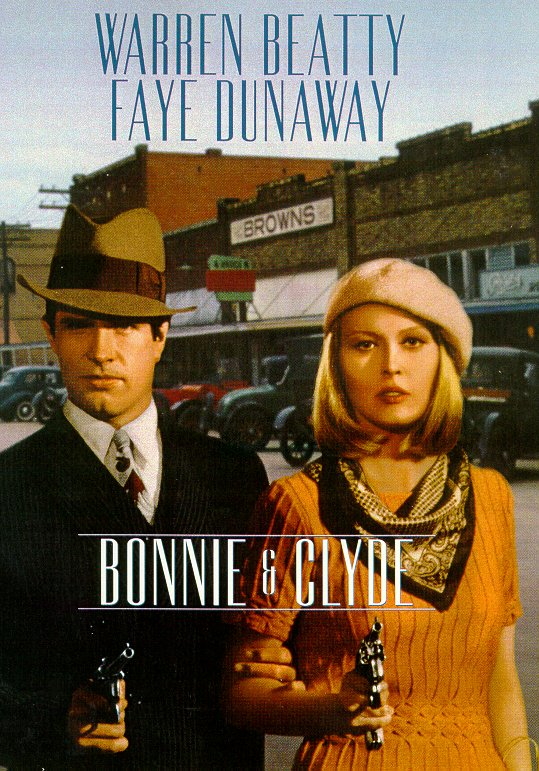 WARREN BEATTY
FAYE DUNAWAY
BROWNS
BONNIE & CLYDE